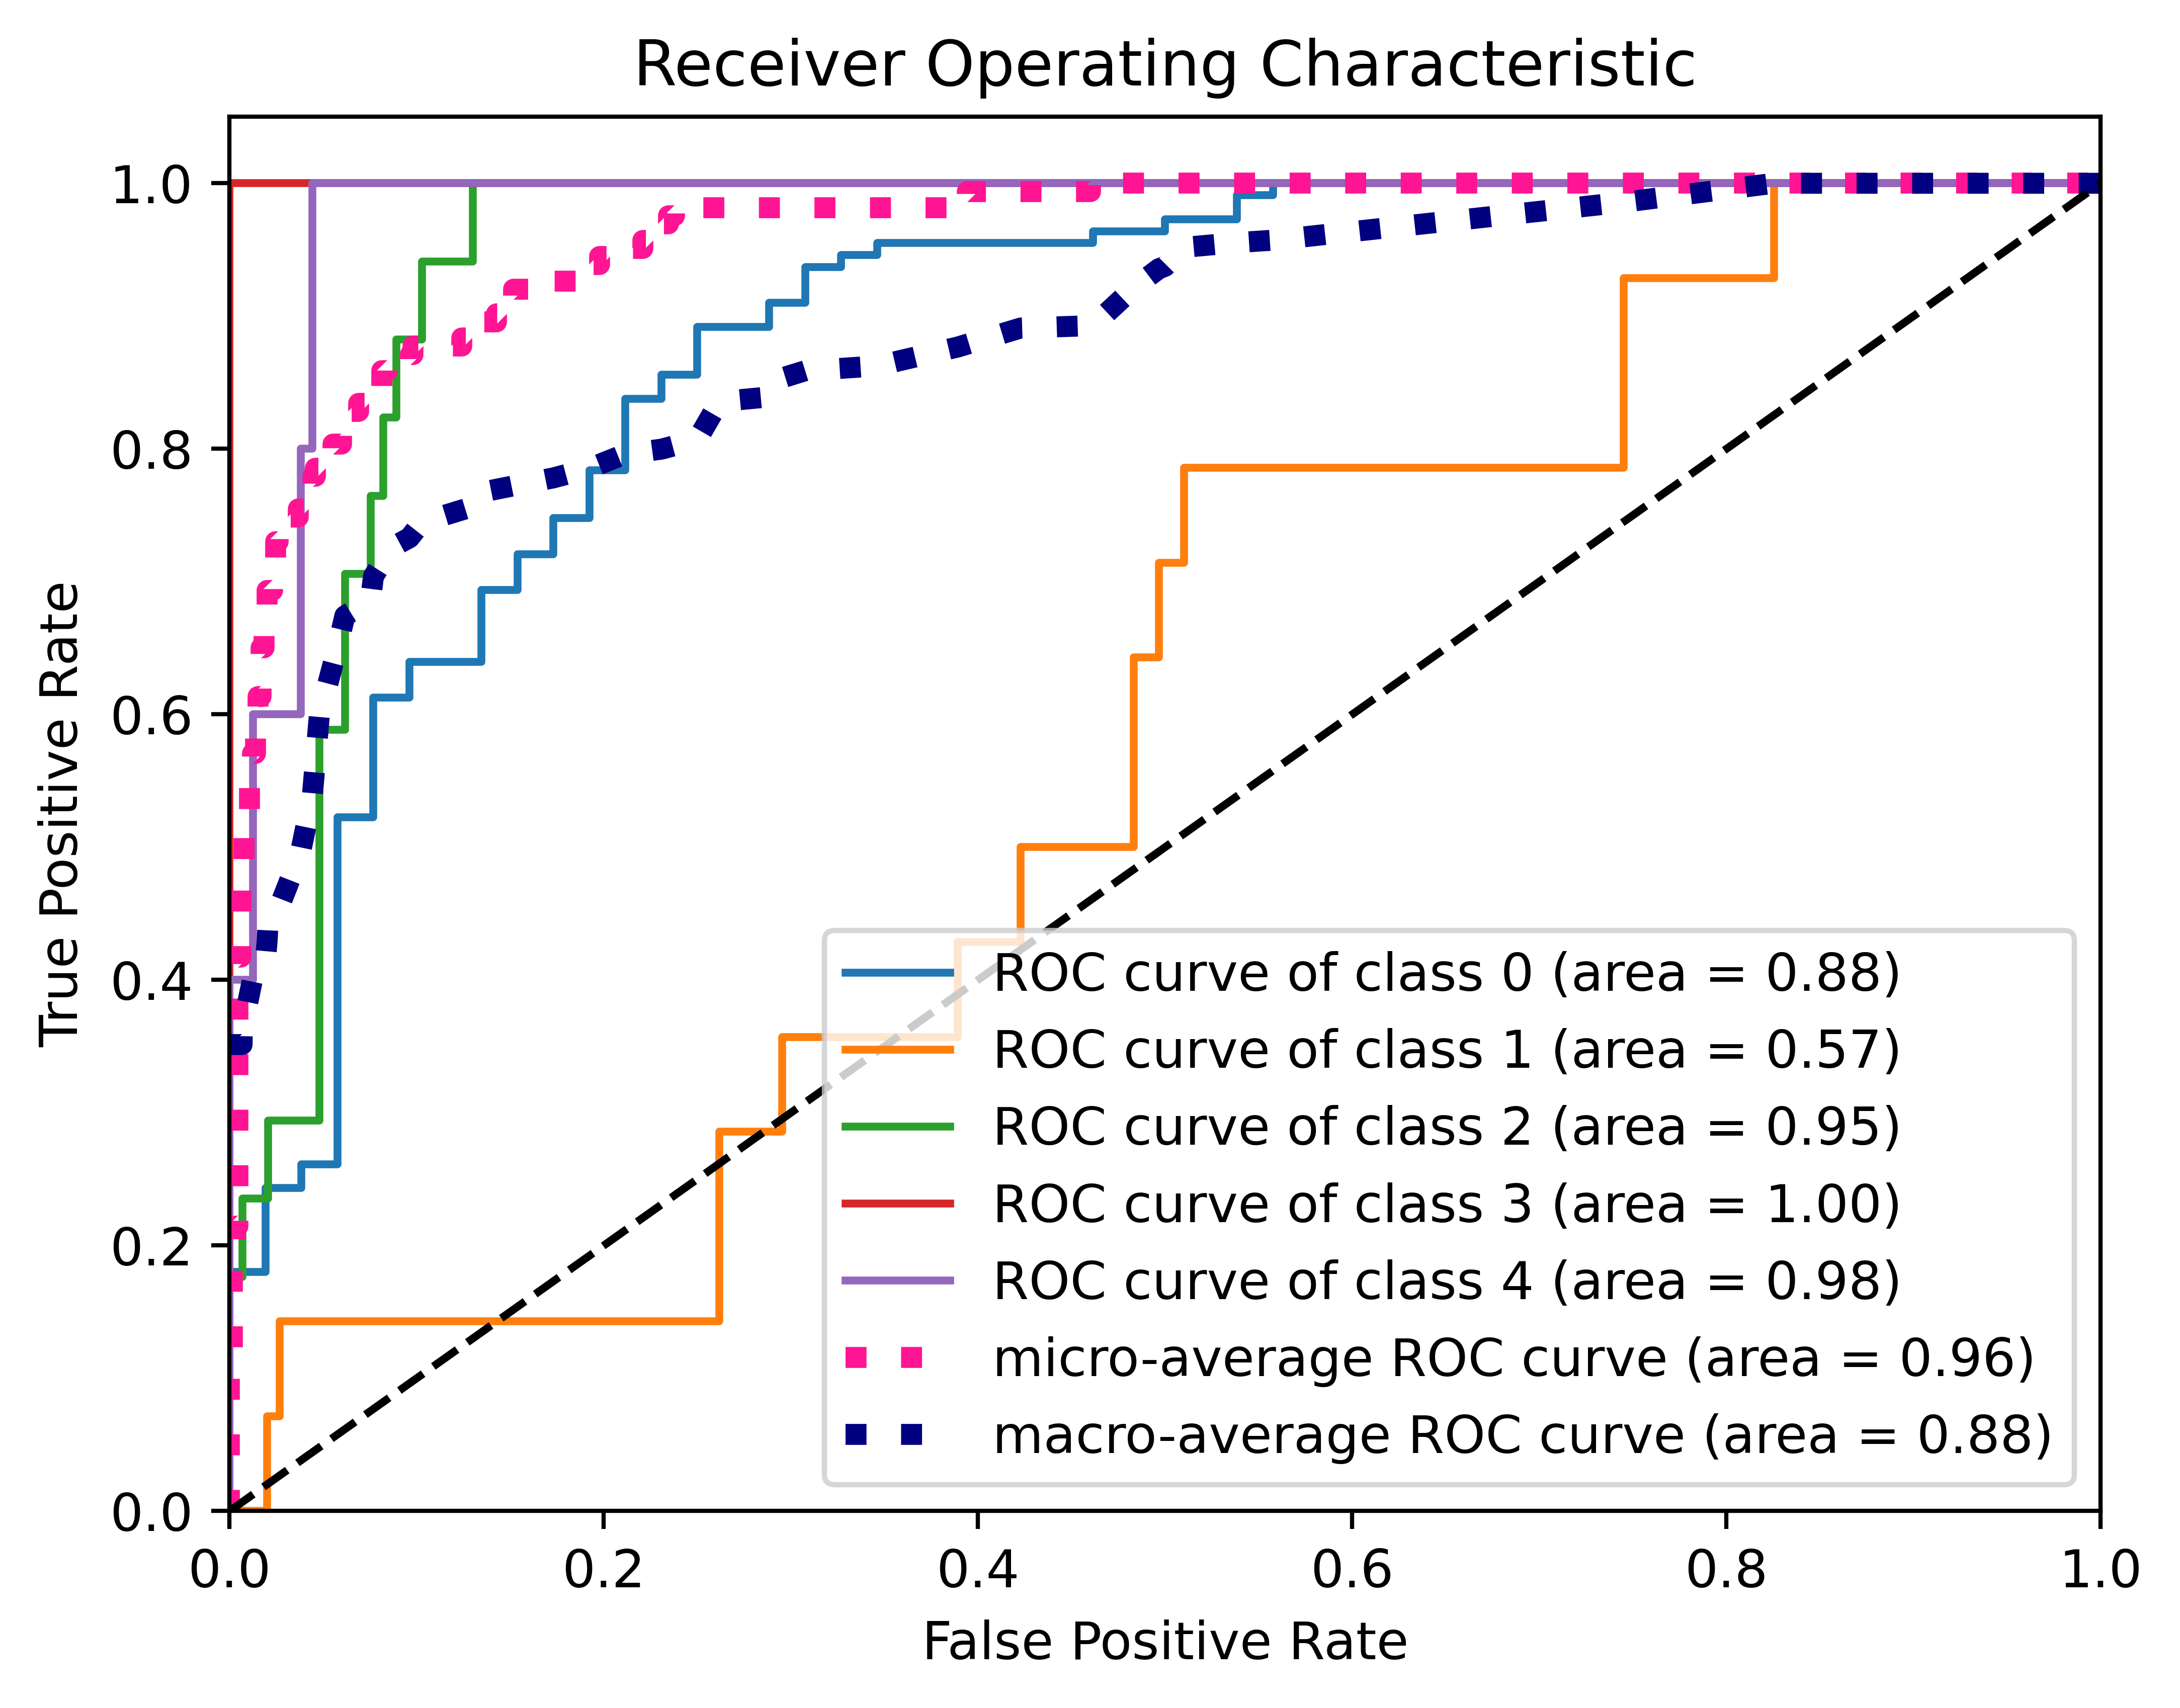 Receiver Operating Characteristic
True Positive Rate
1.0
0.8
0.6
0.4
0.2
0.0
ROC curve of class 0 (area = 0.88)
ROC curve of class 1 (area = 0.57)
ROC curve of class 2 (area = 0.95)
ROC curve of class 3 (area = 1.00)
ROC curve of class 4 (area = 0.98)
micro-average ROC curve (area = 0.96)
macro-average ROC curve (area = 0.88)
0.0 0.2 0.4 0.6 0.8 1.0
False Positive Rate